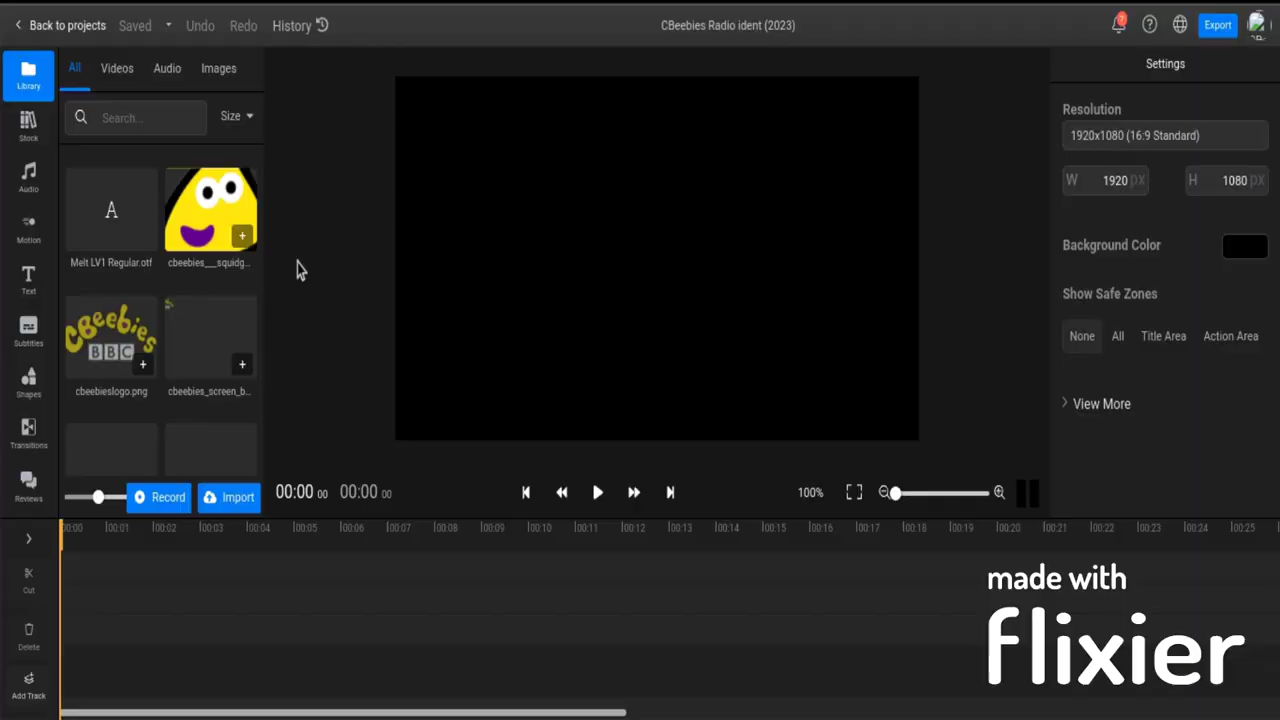 Back to projects
Saved
Undo
Redo
History
CBeebies Radio ident (2023)
7
Export
Library
Stock
Audio
Motion
Text
Subtitles
Shapes
Transitions
Reviews
All
Videos
Audio
Images
Search...
Size
A
Melt LV1 Regular.otf
cbeebies__squidg...
CBeebies
BBC
cbeebieslogo.png
cbeebies_screen_b...
Record
Import
00:00 00
00:00 00
100%
Settings
Resolution
1920x1080 (16:9 Standard)
W 1920 px
H 1080 px
Background Color
Show Safe Zones
None
All
Title Area
Action Area
View More
00:00 00:01 00:02 00:03 00:04 00:05 00:06 00:07 00:08 00:09 00:10 00:11 00:12 00:13 00:14 00:15 00:16 00:17 00:18 00:19 00:20 00:21 00:22 00:23 00:24 00:25
Cut
Delete
Add Track
made with
flixier